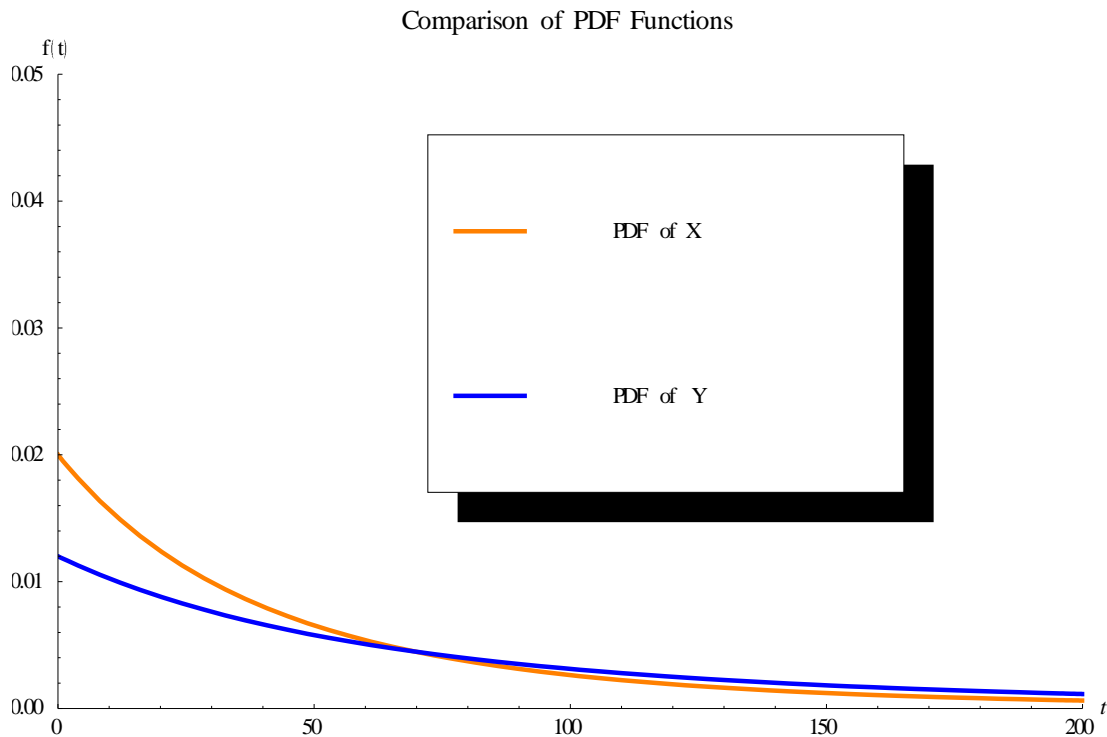 Comparison of PDF Functions
f(t)
0.05
0.04
0.03
0.02
0.01
0.00
PDF of X
PDF of Y
0 50 100 150 200 t